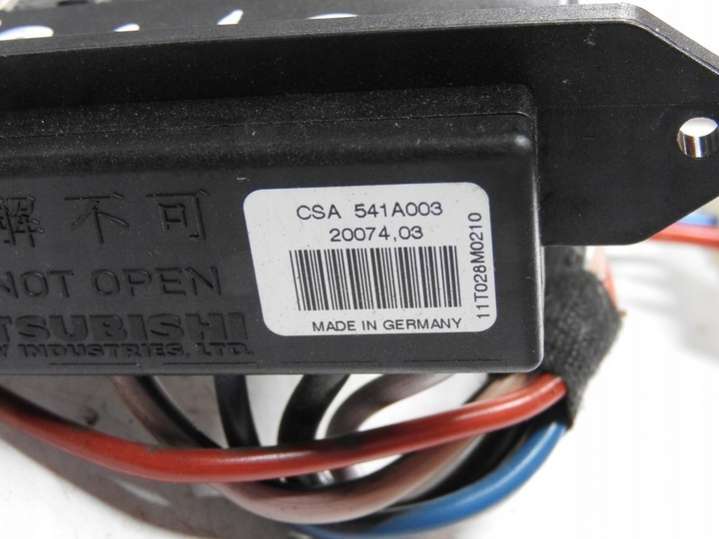 解不可
NOT OPEN
TSUBISHI
INDUSTRIES, LTD.
CSA 541A003
20074,03
MADE IN GERMANY
11T028M0210